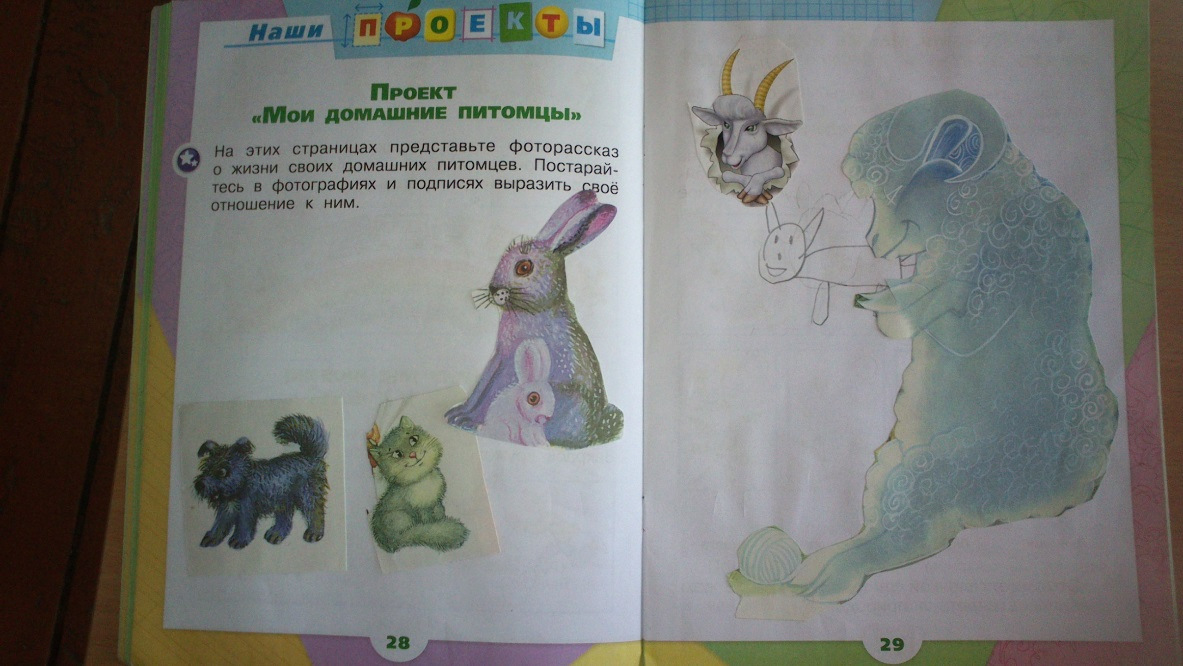 Наши ПРОЕКТЫ
ПРОЕКТ
«МОИ ДОМАШНИЕ ПИТОМЦЫ»
На этих страницах представьте фоторассказ
о жизни своих домашних питомцев. Постарай-
тесь в фотографиях и подписях выразить своё
отношение к ним.
28
29